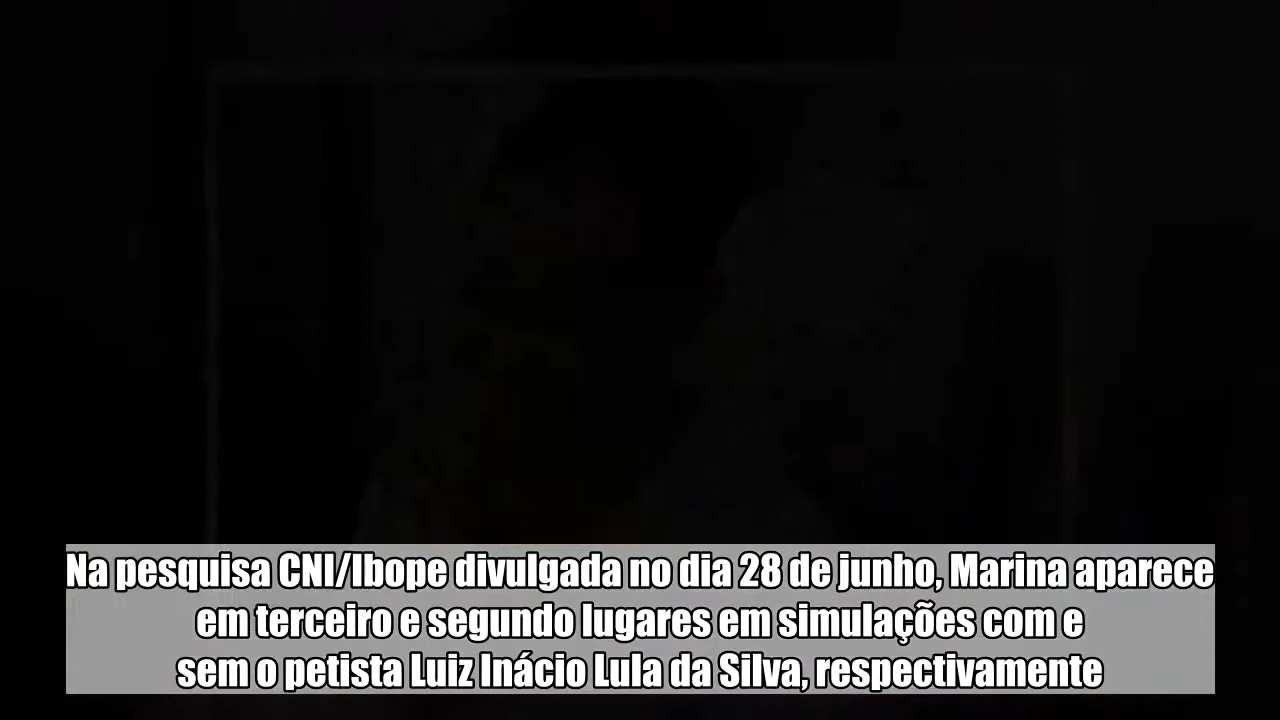 Na pesquisa CNI/Ibope divulgada no dia 28 de junho, Marina aparece
em terceiro e segundo lugares em simulações com e
sem o petista Luiz Inácio Lula da Silva, respectivamente